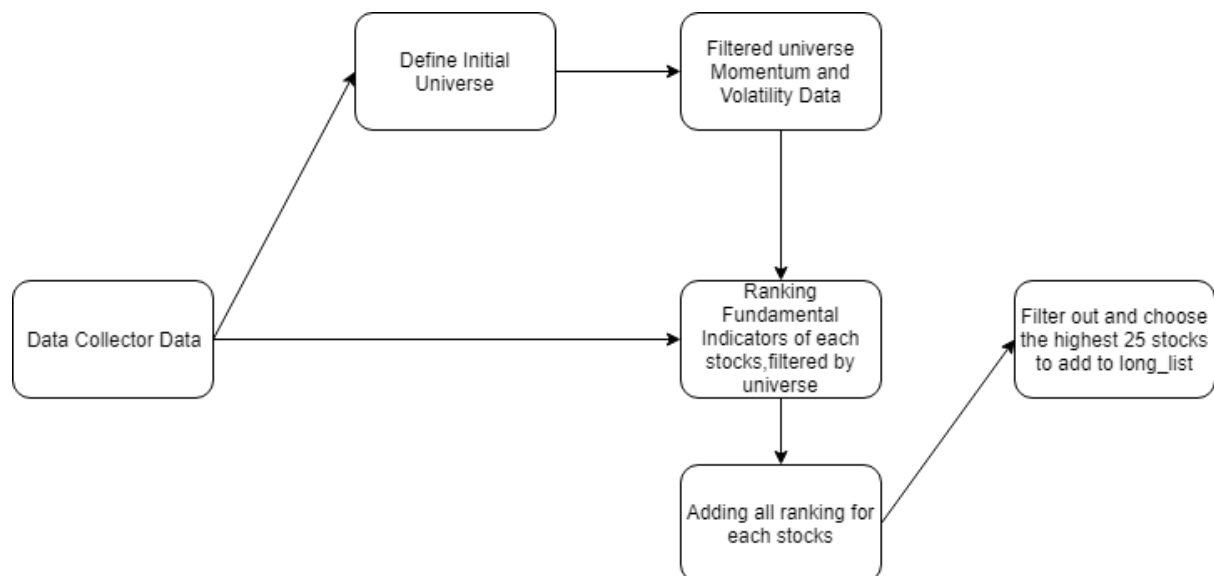 Define Initial
Universe
Filtered universe
Momentum and
Volatility Data
Data Collector Data
Ranking
Fundamental
Indicators of each
stocks,filtered by
universe
Filter out and choose
the highest 25 stocks
to add to long_list
Adding all ranking for
each stocks